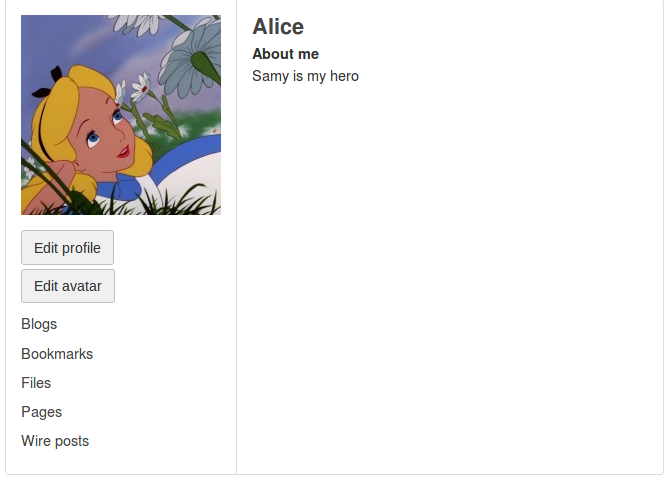 Alice
About me
Samy is my hero
Edit profile
Edit avatar
Blogs
Bookmarks
Files
Pages
Wire posts